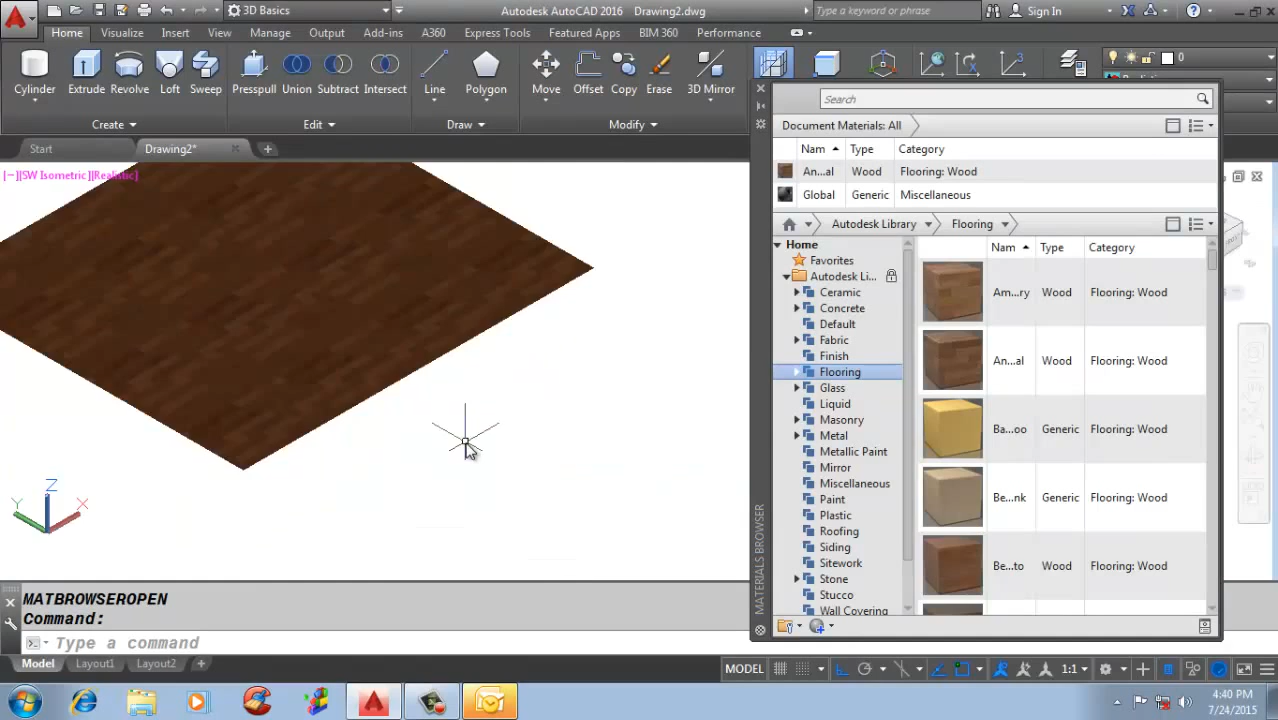 3D Basics
Autodesk AutoCAD 2016 Drawing2.dwg
Type a keyword or phrase
Sign In
Home Visualize Insert View Manage Output Add-ins A360 Express Tools Featured Apps BIM 360 Performance
Cylinder Extrude Revolve Loft Sweep Presspull Union Subtract Intersect Line Polygon Move Offset Copy Erase 3D Mirror
0
Create Edit Draw Modify
Start Drawing2*
[−][SW Isometric][Realistic]
Search
Document Materials: All
Nam Type Category
An...al Wood Flooring: Wood
Global Generic Miscellaneous
Autodesk Library Flooring
Home
Favorites
Autodesk Li...
Ceramic
Concrete
Default
Fabric
Finish
Flooring
Glass
Liquid
Masonry
Metal
Metallic Paint
Mirror
Miscellaneous
Paint
Plastic
Roofing
Siding
Sitework
Stone
Stucco
Wall Covering
Nam Type Category
Am...ry Wood Flooring: Wood
An...al Wood Flooring: Wood
Ba...oo Generic Flooring: Wood
Be...nk Generic Flooring: Wood
Be...to Wood Flooring: Wood
MATERIALS BROWSER
Z
Y X
MATBROWSEROPEN
Command:
Type a command
Model Layout1 Layout2
MODEL
1:1
4:40 PM
7/24/2015